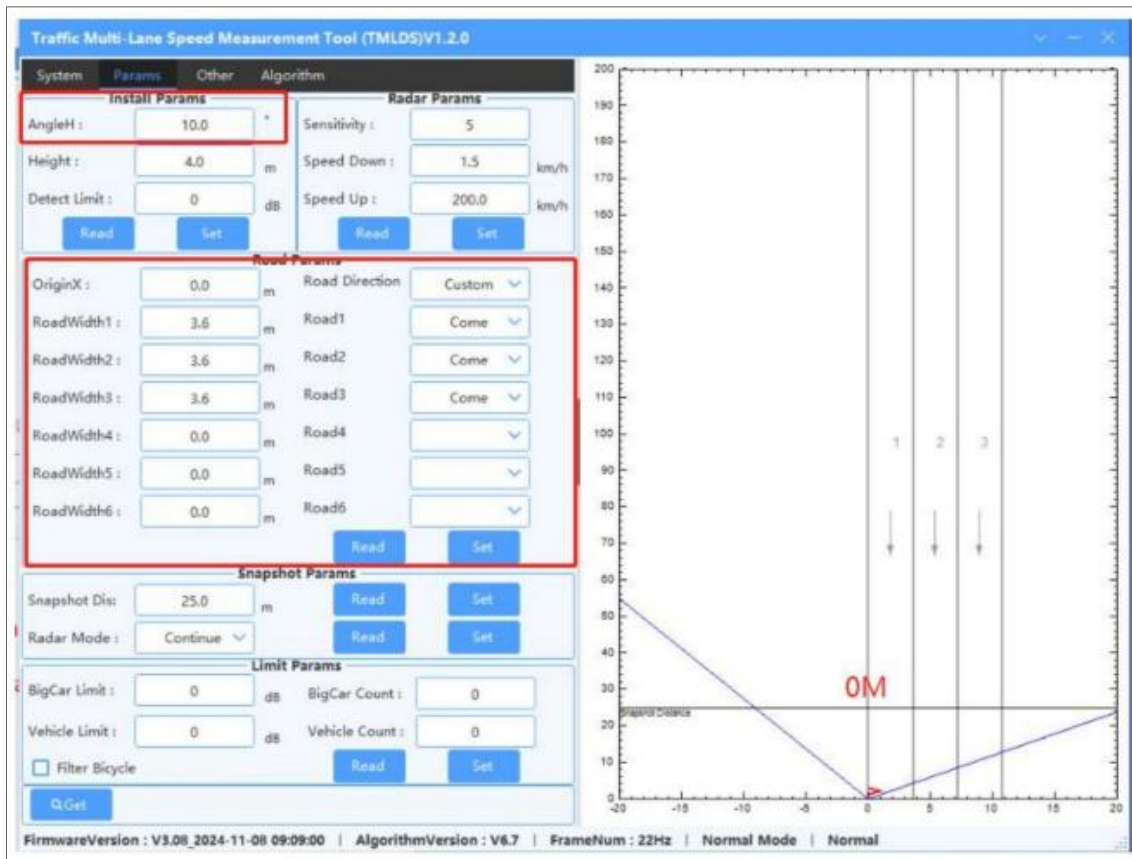 Traffic Multi-Lane Speed Measurement Tool (TMLDS)V1.2.0
System Params Other Algorithm
Install Params
AngleH : 10.0 °
Height : 4.0 m
Detect Limit : 0 dB
Read Set
Radar Params
Sensitivity : 5
Speed Down : 1.5 km/h
Speed Up : 200.0 km/h
Read Set
Road Params
OriginX : 0.0 m Road Direction Custom
RoadWidth1 : 3.6 m Road1 Come
RoadWidth2 : 3.6 m Road2 Come
RoadWidth3 : 3.6 m Road3 Come
RoadWidth4 : 0.0 m Road4
RoadWidth5 : 0.0 m Road5
RoadWidth6 : 0.0 m Road6
Read Set
Snapshot Params
Snapshot Dis: 25.0 m Read Set
Radar Mode : Continue Read Set
Limit Params
BigCar Limit : 0 dB BigCar Count : 0
Vehicle Limit : 0 dB Vehicle Count : 0
Filter Bicycle Read Set
Get
200
190
180
170
160
150
140
130
120
110
100
90
80
70
60
50
40
30
20
10
0
1 2 3
0M
Snapshot Distance
-20 -15 -10 -5 0 5 10 15 20
FirmwareVersion : V3.08_2024-11-08 09:09:00 | AlgorithmVersion : V6.7 | FrameNum : 22Hz | Normal Mode | Normal